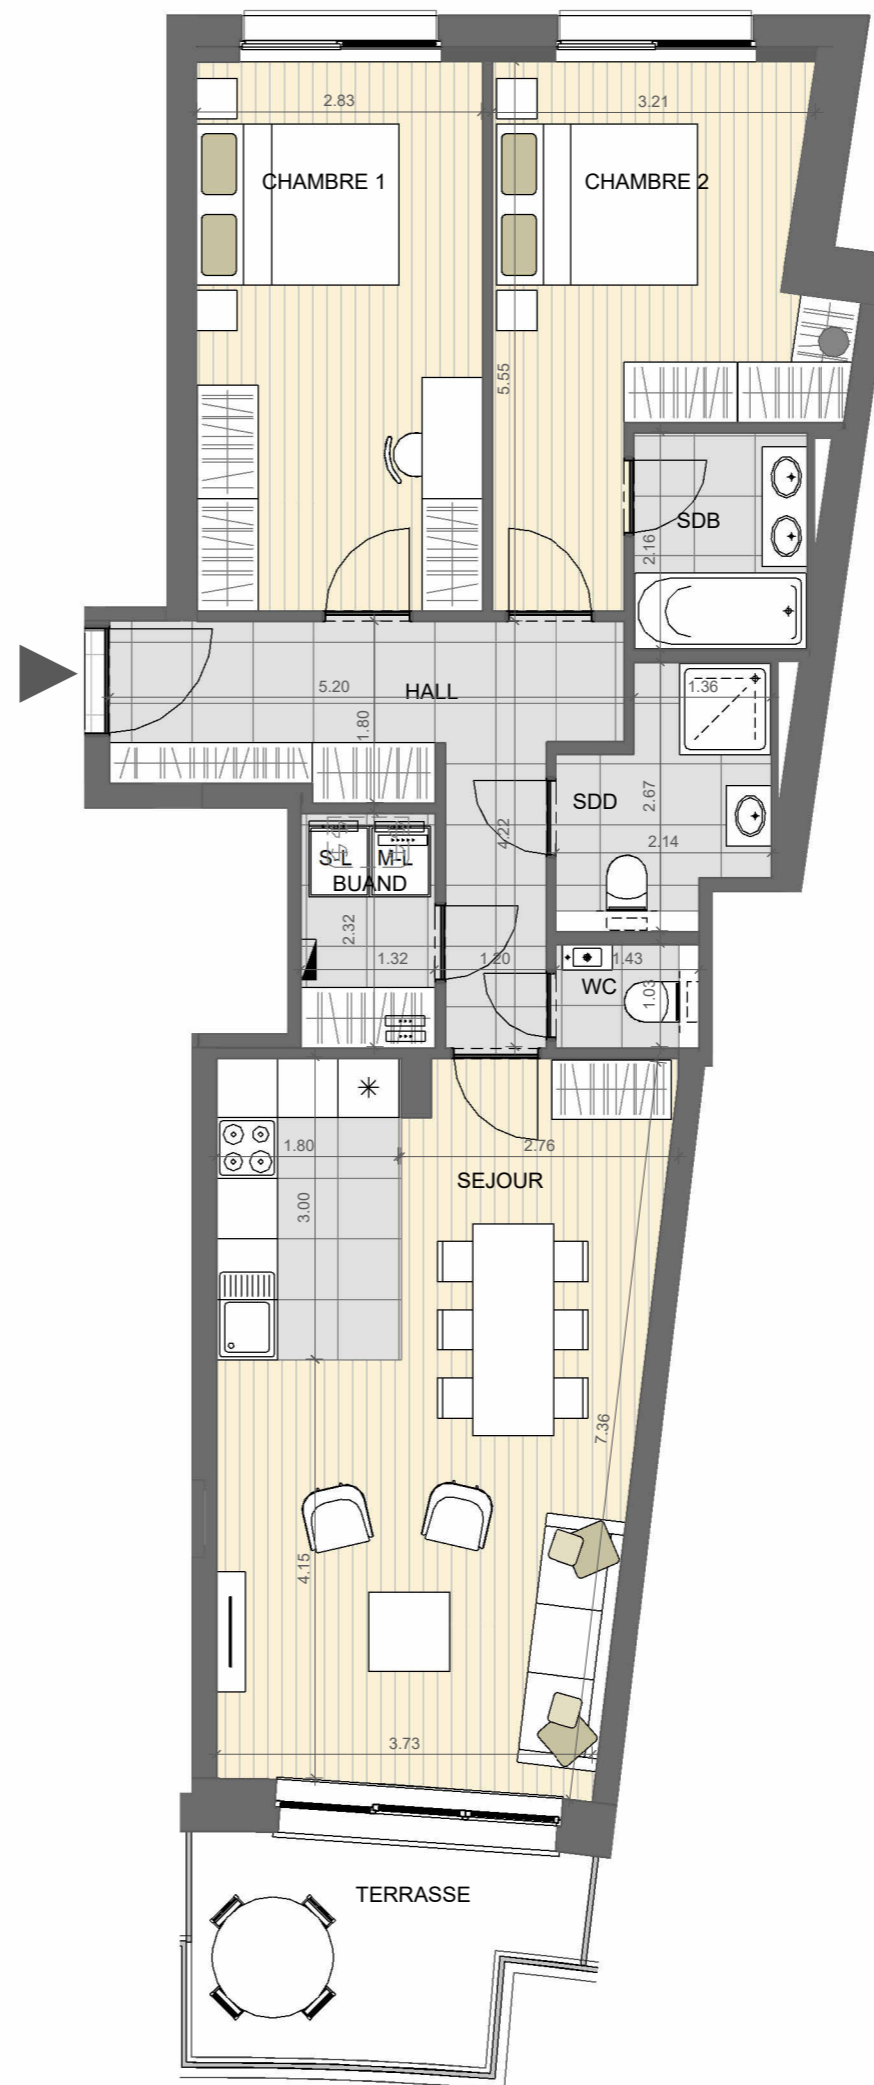 2.83
3.21
CHAMBRE 1
CHAMBRE 2
5.55
SDB
2.16
5.20
HALL
1.36
1.80
SDD
2.67
4.22
2.14
S-L
M-L
BUAND
2.32
1.32
1.20
1.43
WC
1.03
1.80
2.76
SEJOUR
3.00
7.36
4.15
3.73
TERRASSE